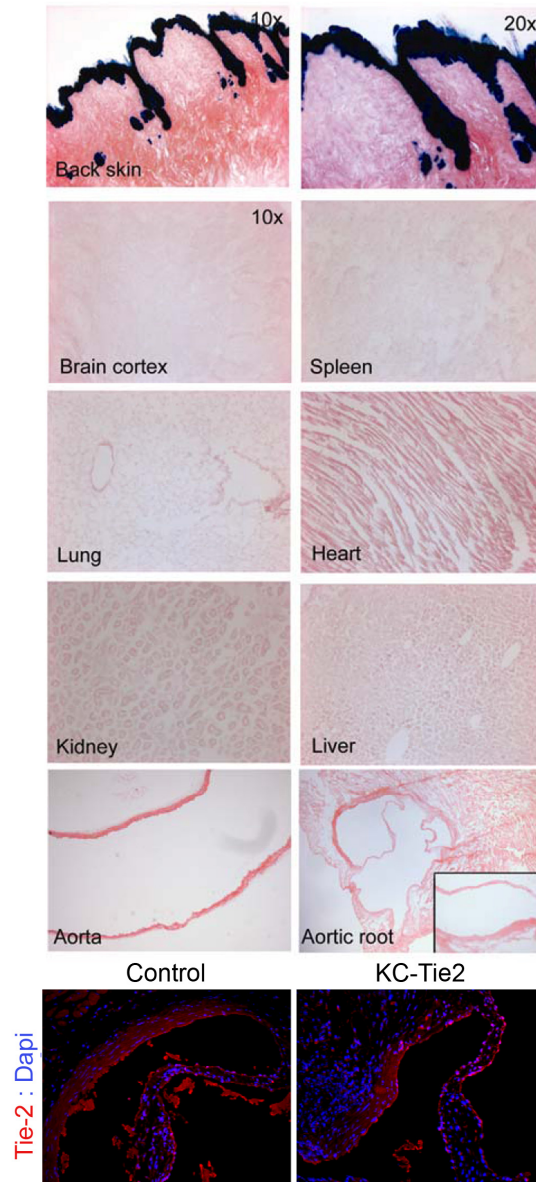 10x
20x
Back skin
10x
Brain cortex
Spleen
Lung
Heart
Kidney
Liver
Aorta
Aortic root
Control
KC-Tie2
Tie-2 : Dapi